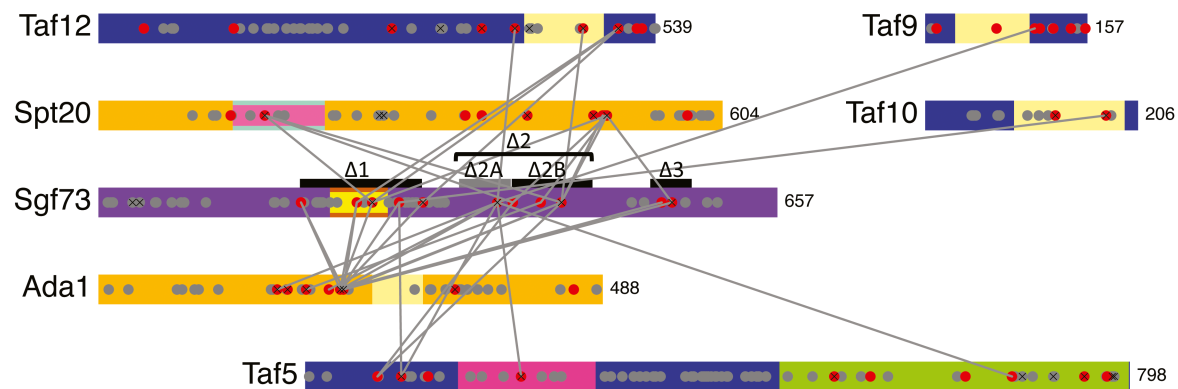 Taf12 539 Taf9 157
Spt20 604 Taf10 206
Δ2
Δ1 Δ2A Δ2B Δ3
Sgf73 657
Ada1 488
Taf5 798